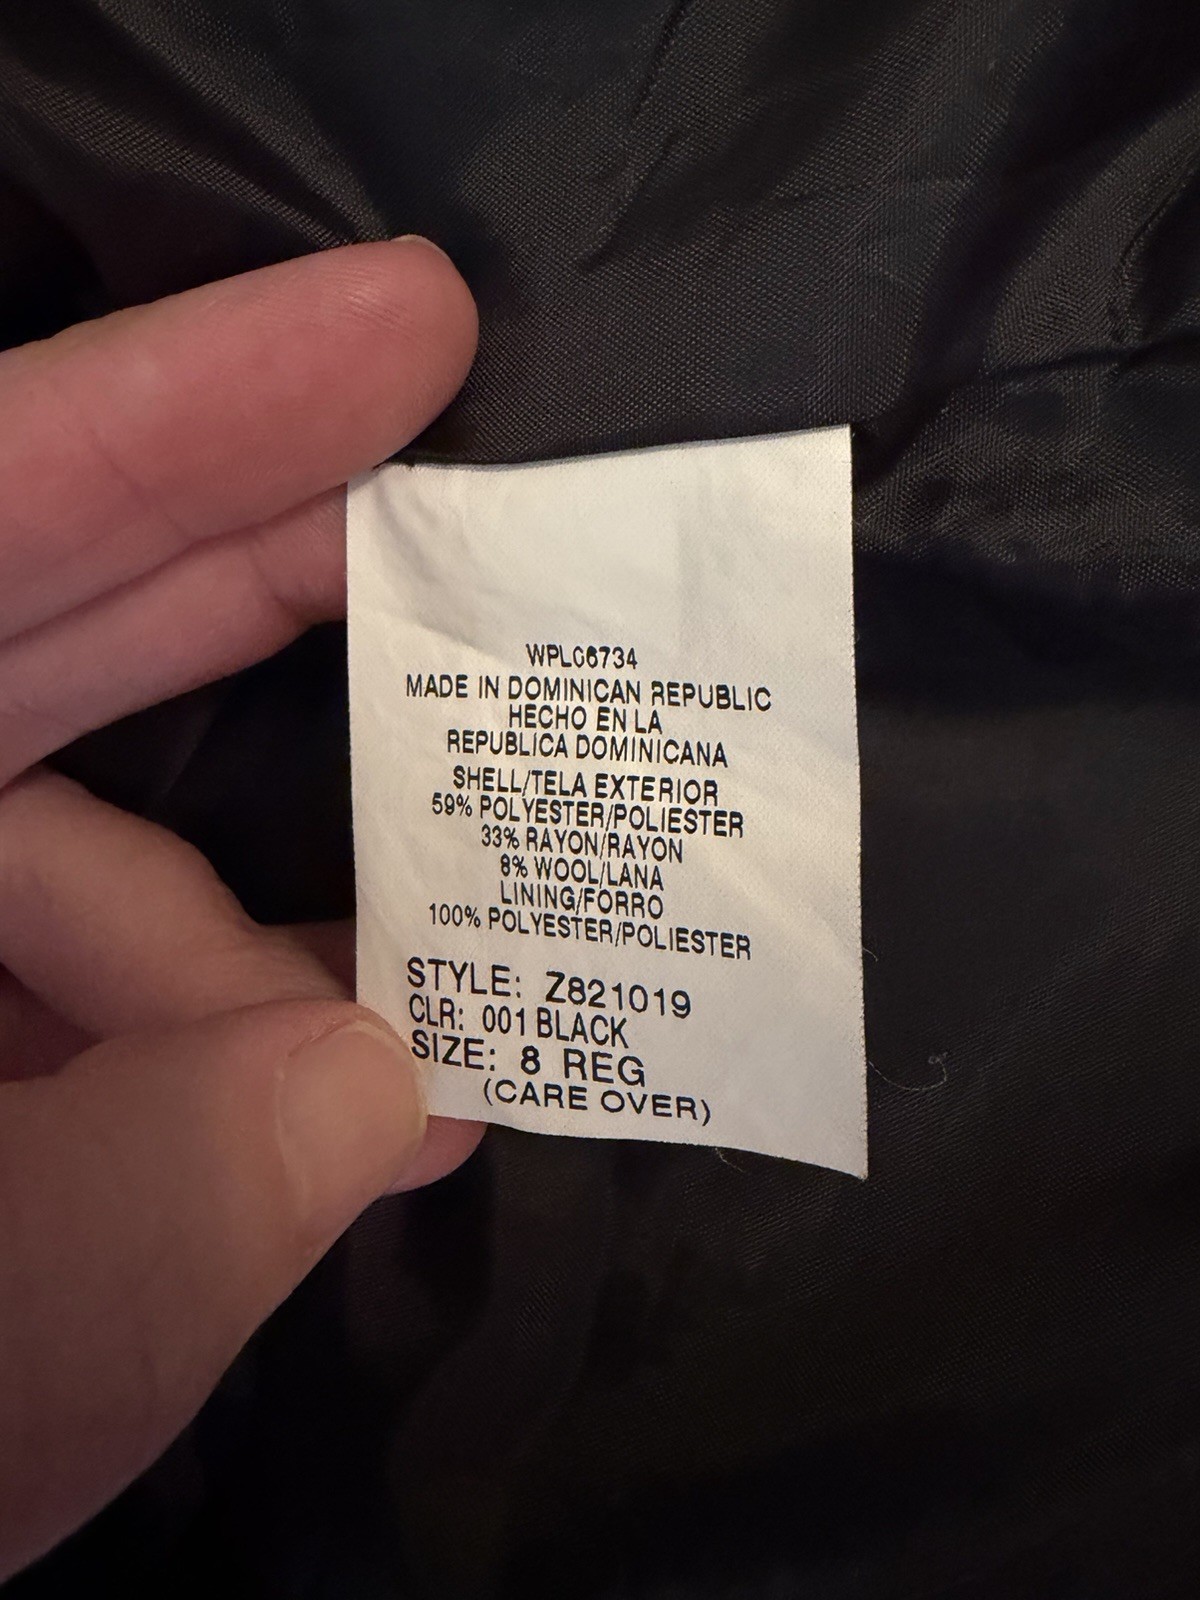 WPLC6734
MADE IN DOMINICAN REPUBLIC
HECHO EN LA
REPUBLICA DOMINICANA
SHELL/TELA EXTERIOR
59% POLYESTER/POLIESTER
33% RAYON/RAYON
8% WOOL/LANA
LINING/FORRO
100% POLYESTER/POLIESTER
STYLE: Z821019
CLR: 001 BLACK
SIZE: 8 REG
(CARE OVER)